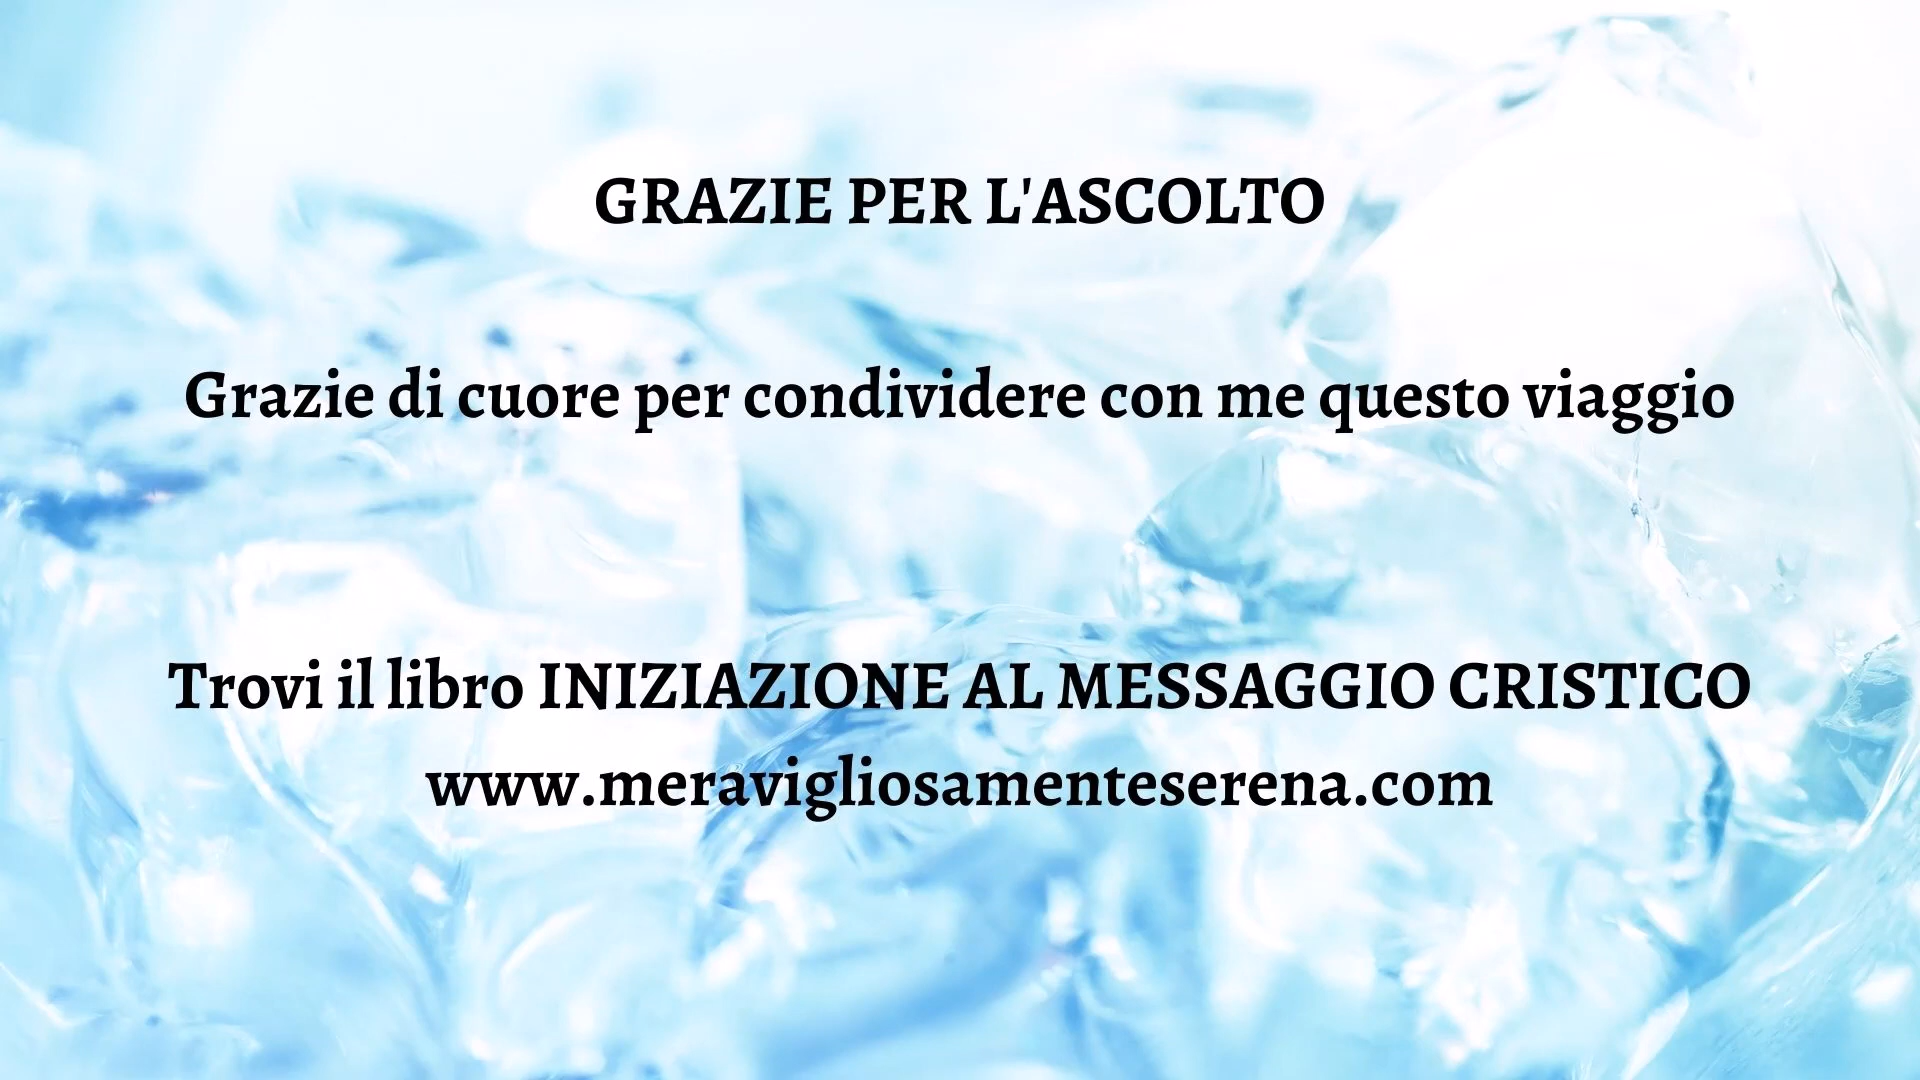 GRAZIE PER L'ASCOLTO
Grazie di cuore per condividere con me questo viaggio
Trovi il libro INIZIAZIONE AL MESSAGGIO CRISTICO
www.meravigliosamenteserena.com